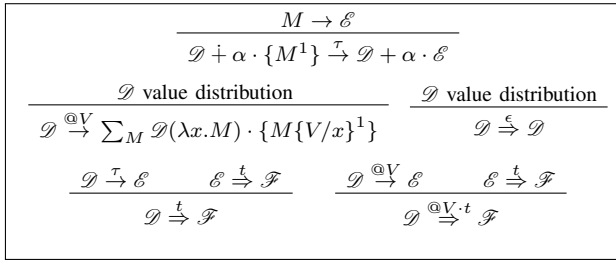 M → ℰ
𝒟 ∔ α · {M¹} →^τ 𝒟 + α · ℰ
𝒟 value distribution
𝒟 →^{@V} ∑_M 𝒟(λx.M) · {M{V/x}¹}
𝒟 value distribution
𝒟 ⇒^ϵ 𝒟
𝒟 →^τ ℰ ℰ ⇒^t ℱ
𝒟 ⇒^t ℱ
𝒟 →^{@V} ℰ ℰ ⇒^t ℱ
𝒟 ⇒^{@V·t} ℱ